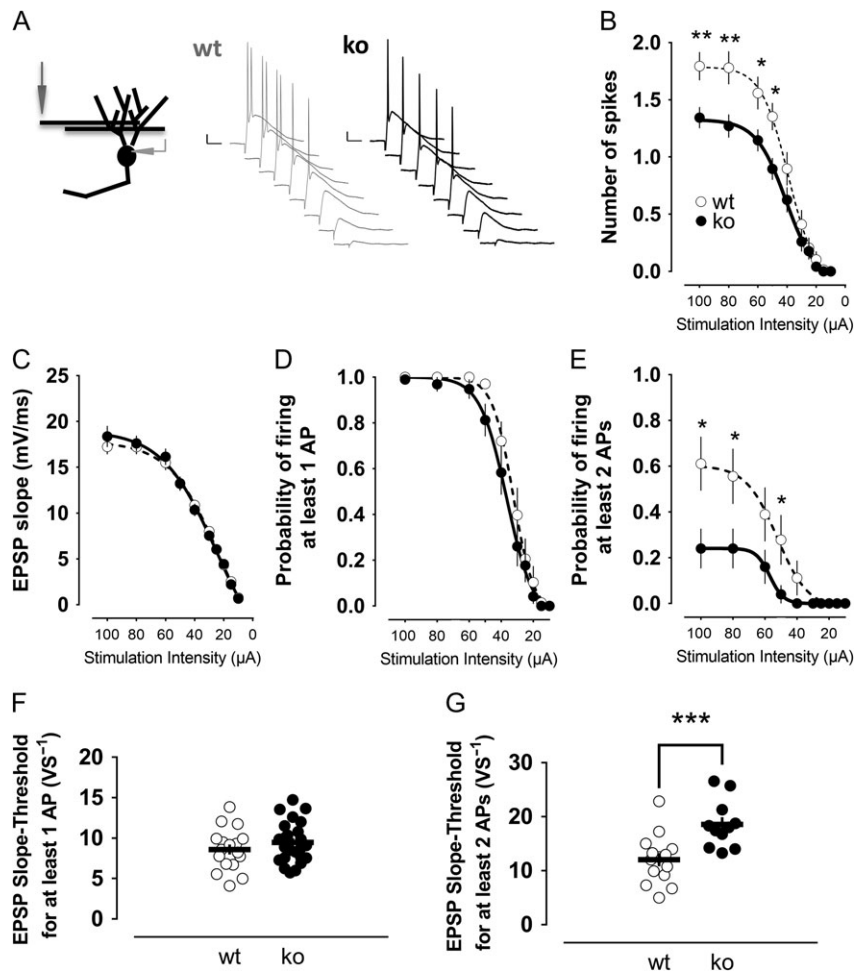 A
wt
ko
B
Number of spikes
** ** * *
2.0
1.5
1.0
0.5
0.0
wt
ko
100 80 60 40 20 0
Stimulation Intensity (µA)
C
EPSP slope (mV/ms)
25
20
15
10
5
0
100 80 60 40 20 0
Stimulation Intensity (µA)
D
Probability of firing
at least 1 AP
1.0
0.8
0.6
0.4
0.2
0.0
100 80 60 40 20
Stimulation Intensity (µA)
E
Probability of firing
at least 2 APs
1.0
0.8
0.6
0.4
0.2
0.0
* * *
100 80 60 40 20
Stimulation Intensity (µA)
F
EPSP Slope-Threshold
for at least 1 AP (VS⁻¹)
20
15
10
5
0
wt ko
G
EPSP Slope-Threshold
for at least 2 APs (VS⁻¹)
30
20
10
0
***
wt ko